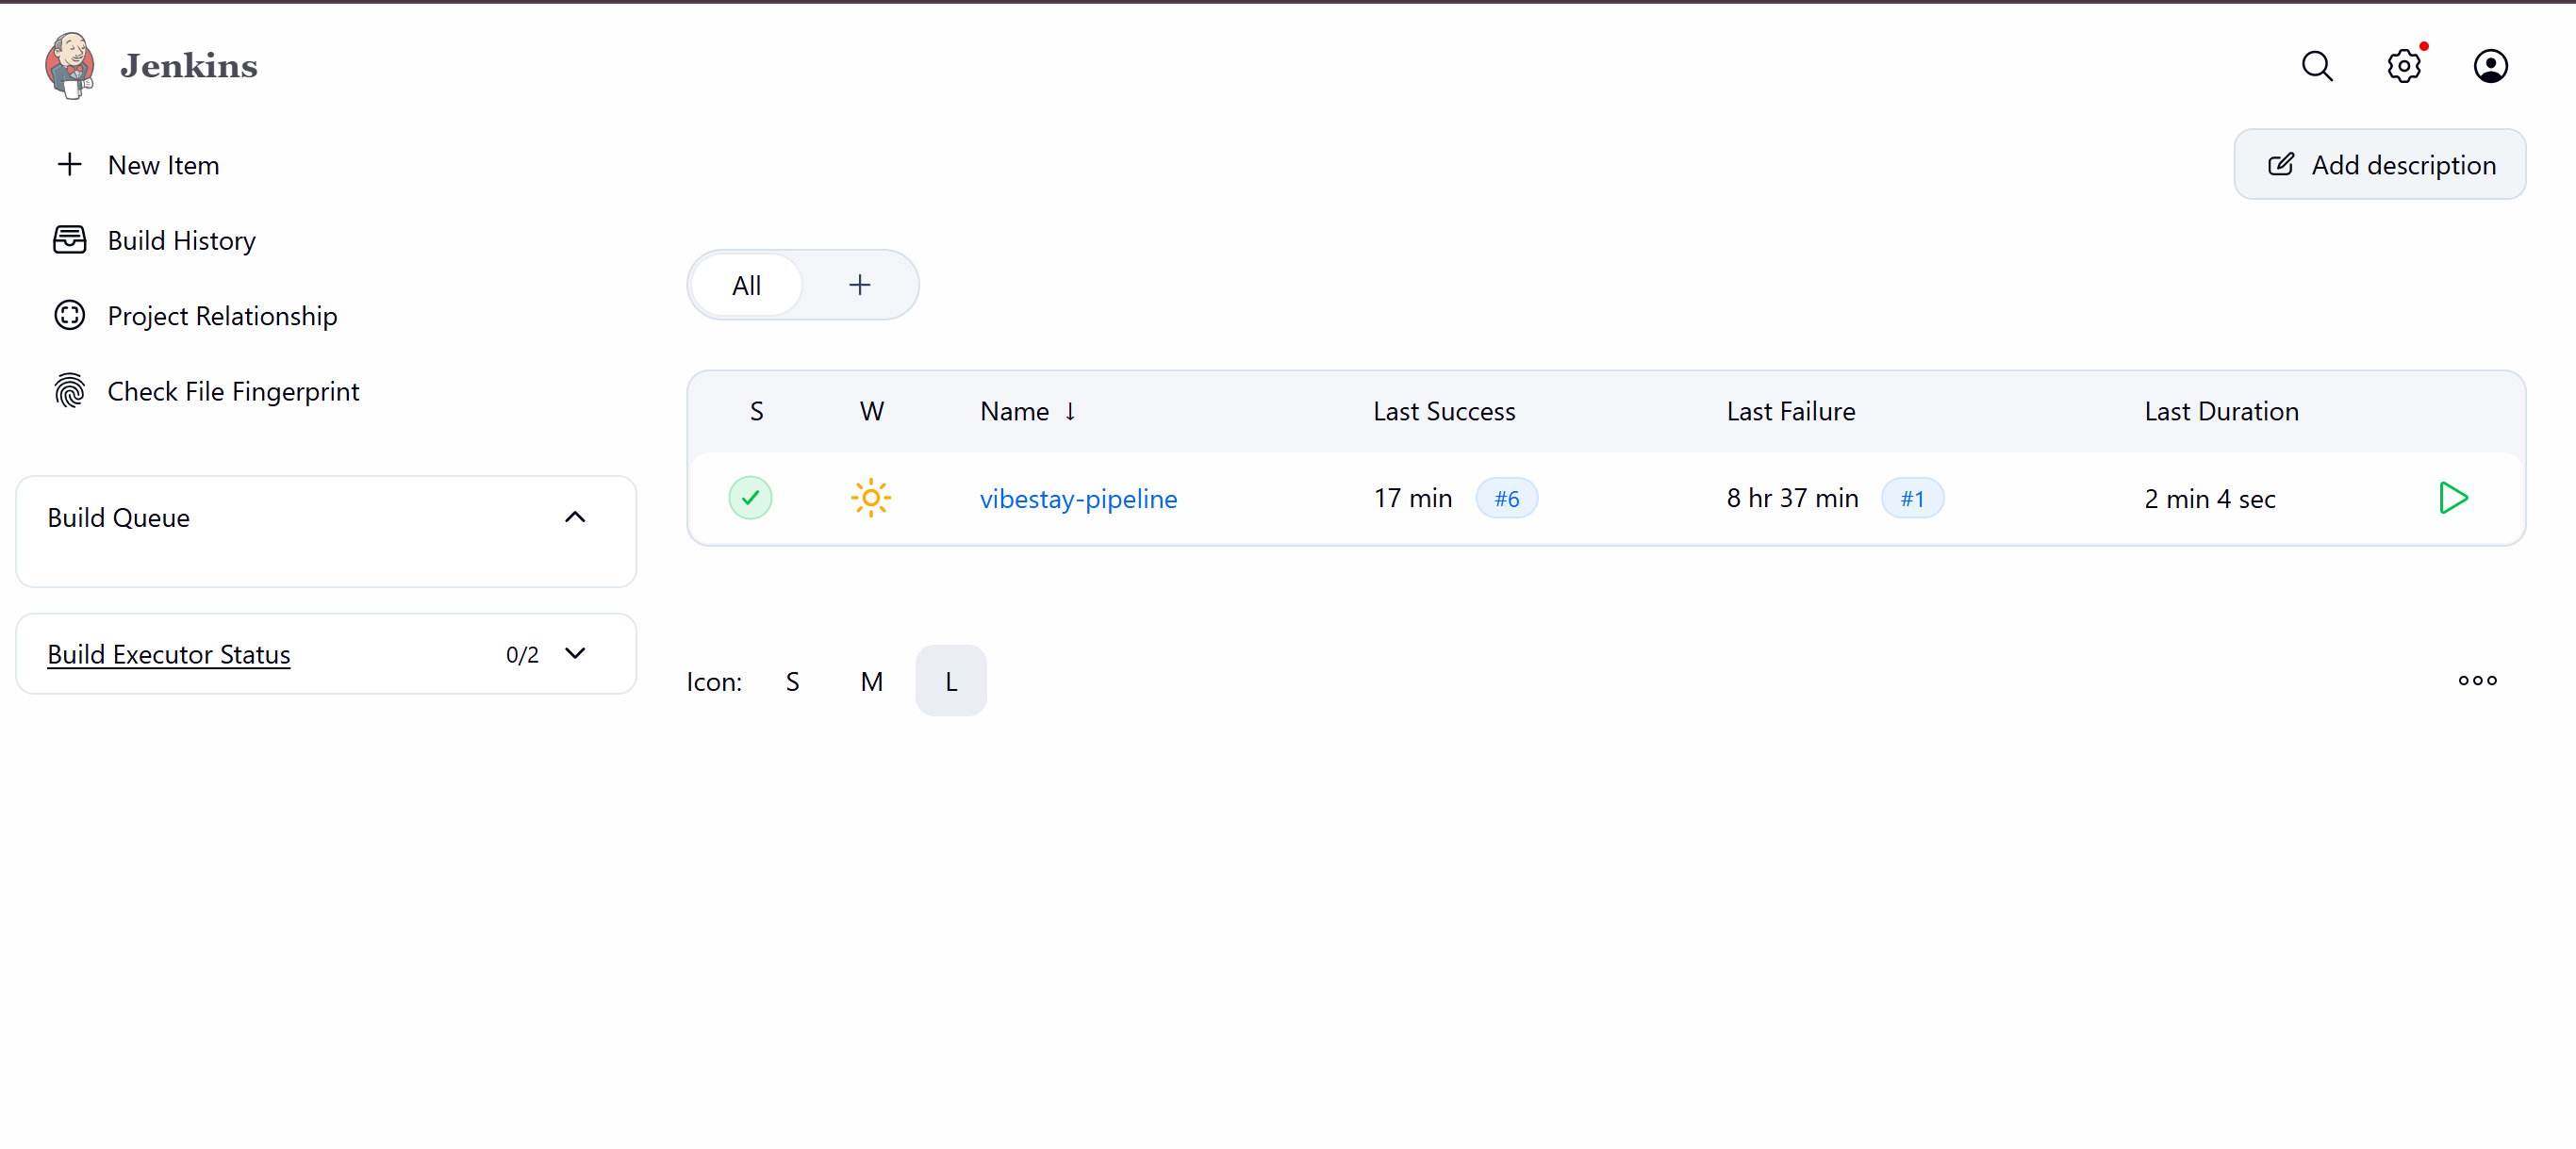 Jenkins
New Item
Add description
Build History
Project Relationship
Check File Fingerprint
Build Queue
Build Executor Status 0/2
All
S W Name ↓ Last Success Last Failure Last Duration
vibestay-pipeline 17 min #6 8 hr 37 min #1 2 min 4 sec
Icon: S M L